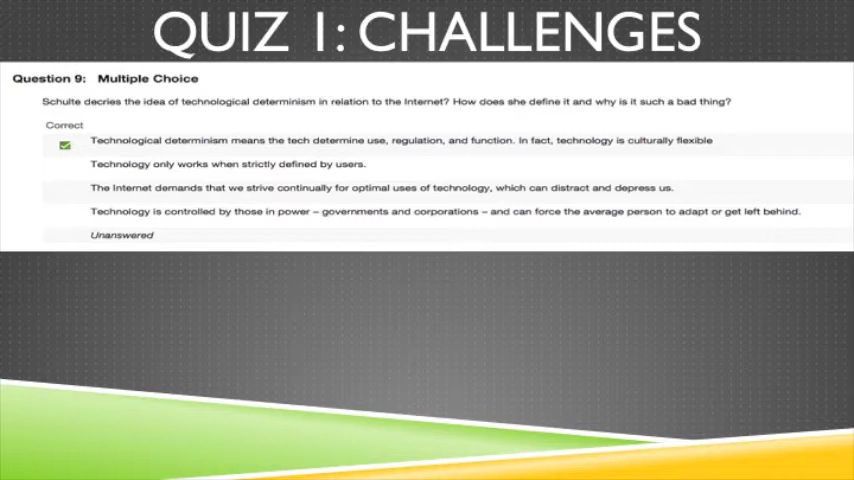 QUIZ 1: CHALLENGES
Question 9: Multiple Choice
Schulte decries the idea of technological determinism in relation to the Internet? How does she define it and why is it such a bad thing?
Correct
Technological determinism means the tech determine use, regulation, and function. In fact, technology is culturally flexible
Technology only works when strictly defined by users.
The Internet demands that we strive continually for optimal uses of technology, which can distract and depress us.
Technology is controlled by those in power – governments and corporations – and can force the average person to adapt or get left behind.
Unanswered